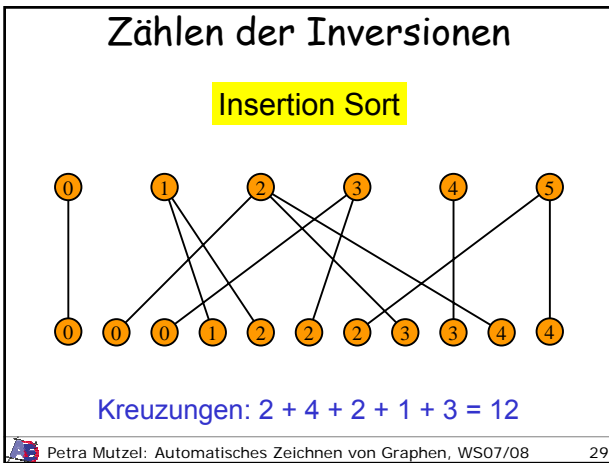 Zählen der Inversionen
Insertion Sort
0 1 2 3 4 5
0 0 0 1 2 2 2 3 3 4 4
Kreuzungen: 2 + 4 + 2 + 1 + 3 = 12
Petra Mutzel: Automatisches Zeichnen von Graphen, WS07/08 29